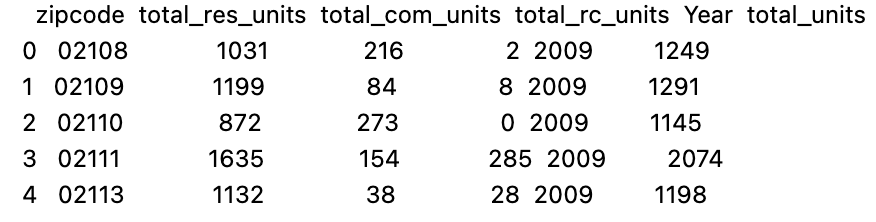 zipcode total_res_units total_com_units total_rc_units Year total_units
0 02108 1031 216 2 2009 1249
1 02109 1199 84 8 2009 1291
2 02110 872 273 0 2009 1145
3 02111 1635 154 285 2009 2074
4 02113 1132 38 28 2009 1198